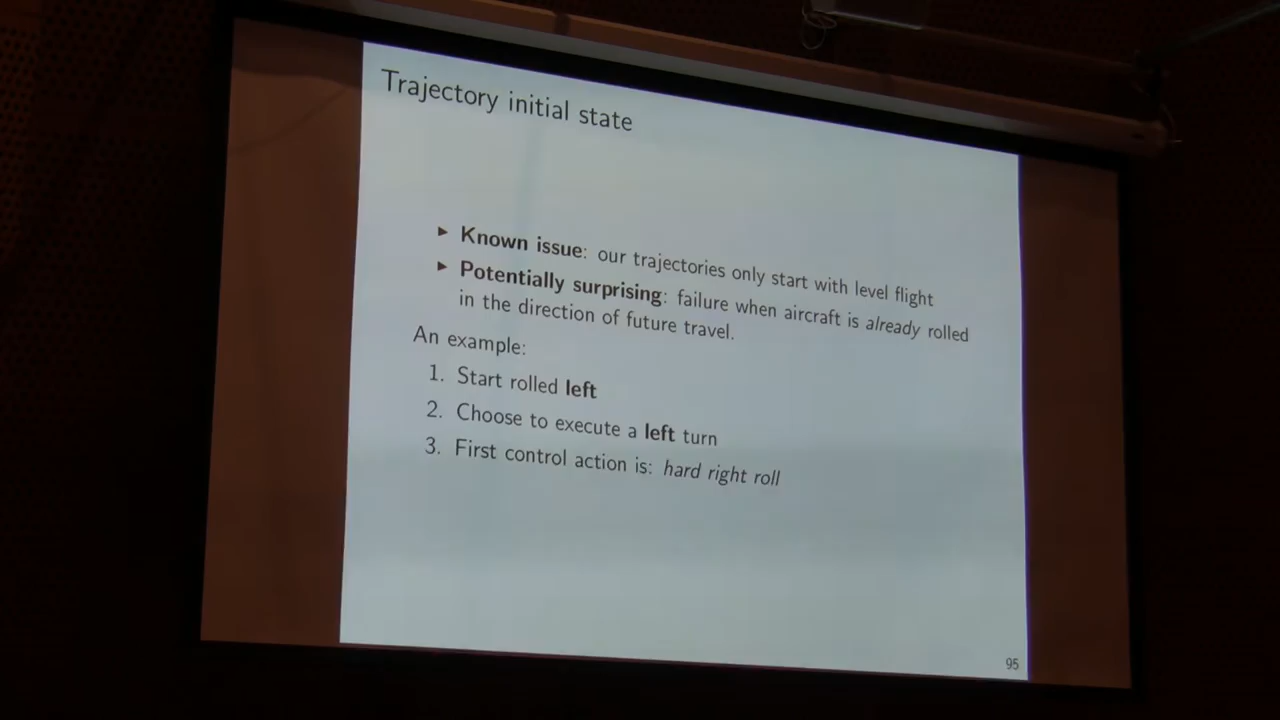 Trajectory initial state
▶ Known issue: our trajectories only start with level flight
▶ Potentially surprising: failure when aircraft is already rolled
in the direction of future travel.
An example:
1. Start rolled left
2. Choose to execute a left turn
3. First control action is: hard right roll
95